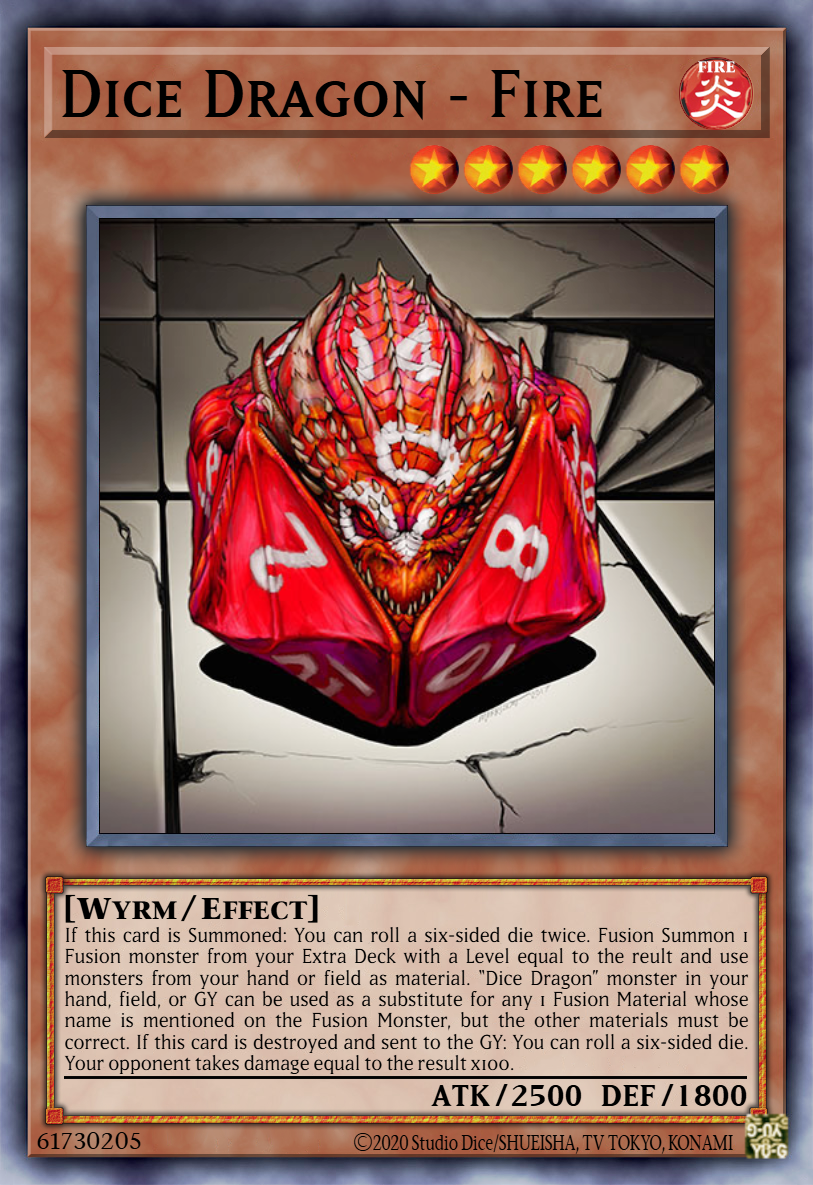 Dice Dragon - Fire
FIRE
炎
14
2
8
10
[Wyrm/Effect]
If this card is Summoned: You can roll a six-sided die twice. Fusion Summon 1
Fusion monster from your Extra Deck with a Level equal to the reult and use
monsters from your hand or field as material. "Dice Dragon" monster in your
hand, field, or GY can be used as a substitute for any 1 Fusion Material whose
name is mentioned on the Fusion Monster, but the other materials must be
correct. If this card is destroyed and sent to the GY: You can roll a six-sided die.
Your opponent takes damage equal to the result x100.
ATK/2500 DEF/1800
61730205
©2020 Studio Dice/SHUEISHA, TV TOKYO, KONAMI